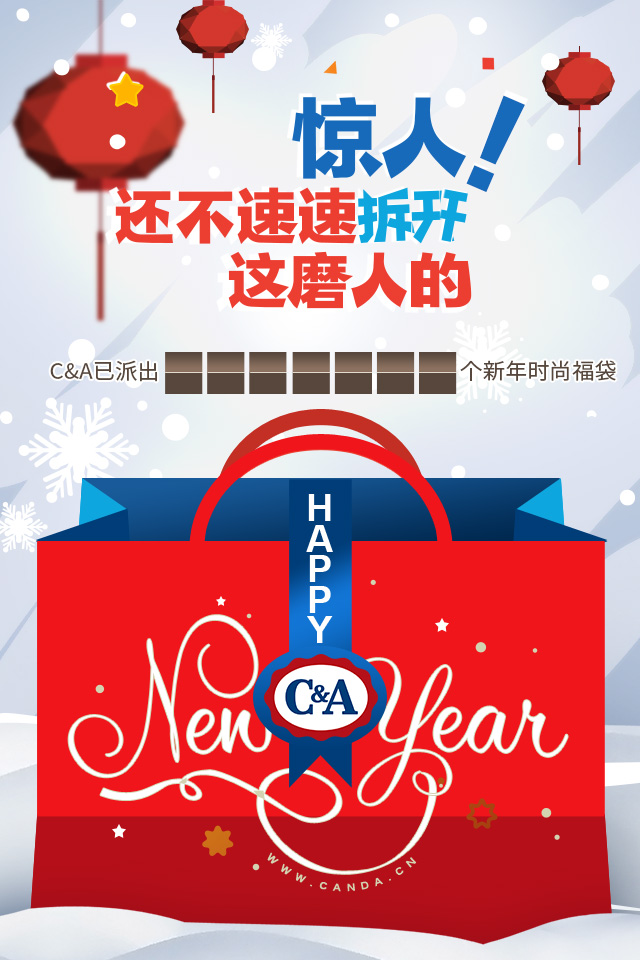 惊人!
还不速速拆开
这磨人的
C&A已派出 个新年时尚福袋
HAPPY
New Year
C&A
WWW.CANDA.CN